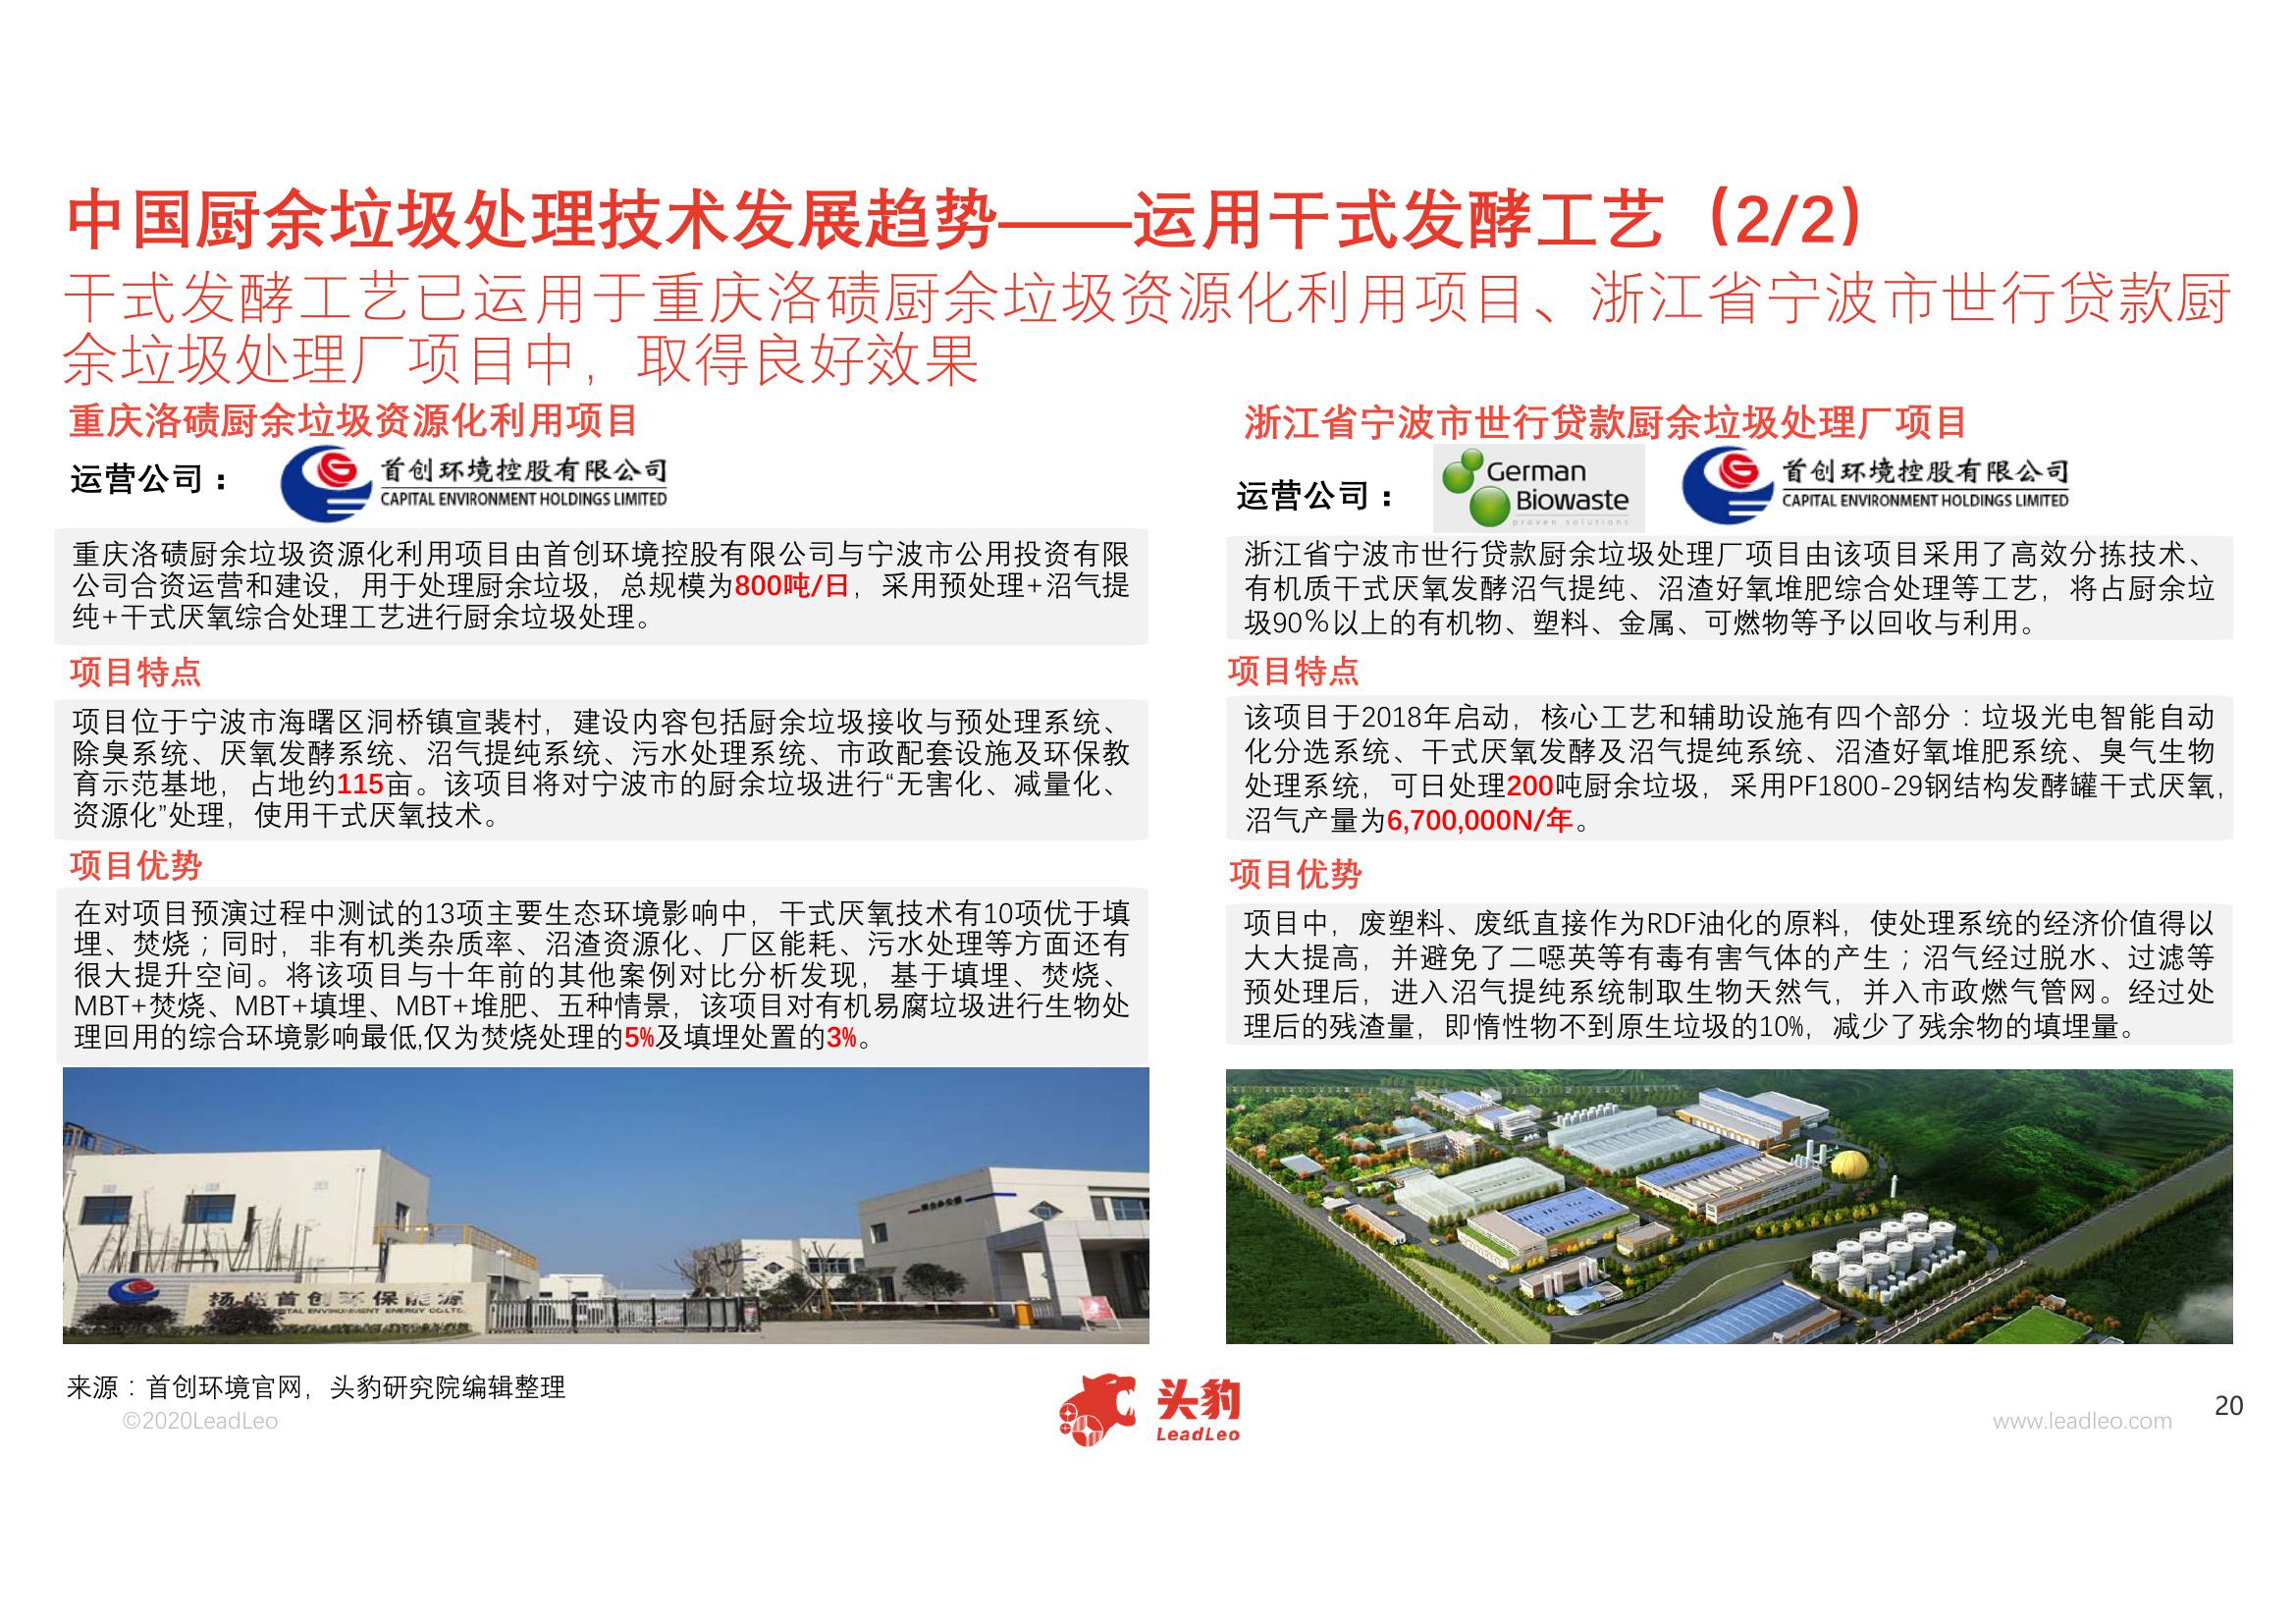 中国厨余垃圾处理技术发展趋势——运用干式发酵工艺（2/2）
干式发酵工艺已运用于重庆洛碛厨余垃圾资源化利用项目、浙江省宁波市世行贷款厨
余垃圾处理厂项目中，取得良好效果
重庆洛碛厨余垃圾资源化利用项目
运营公司：
首创环境控股有限公司
CAPITAL ENVIRONMENT HOLDINGS LIMITED
重庆洛碛厨余垃圾资源化利用项目由首创环境控股有限公司与宁波市公用投资有限
公司合资运营和建设，用于处理厨余垃圾，总规模为800吨/日，采用预处理+沼气提
纯+干式厌氧综合处理工艺进行厨余垃圾处理。
项目特点
项目位于宁波市海曙区洞桥镇宣裴村，建设内容包括厨余垃圾接收与预处理系统、
除臭系统、厌氧发酵系统、沼气提纯系统、污水处理系统、市政配套设施及环保教
育示范基地，占地约115亩。该项目将对宁波市的厨余垃圾进行“无害化、减量化、
资源化”处理，使用干式厌氧技术。
项目优势
在对项目预演过程中测试的13项主要生态环境影响中，干式厌氧技术有10项优于填
埋、焚烧；同时，非有机类杂质率、沼渣资源化、厂区能耗、污水处理等方面还有
很大提升空间。将该项目与十年前的其他案例对比分析发现，基于填埋、焚烧、
MBT+焚烧、MBT+填埋、MBT+堆肥、五种情景，该项目对有机易腐垃圾进行生物处
理回用的综合环境影响最低,仅为焚烧处理的5%及填埋处置的3%。
扬州首创环保能源
浙江省宁波市世行贷款厨余垃圾处理厂项目
运营公司：
German
Biowaste
proven solutions
首创环境控股有限公司
CAPITAL ENVIRONMENT HOLDINGS LIMITED
浙江省宁波市世行贷款厨余垃圾处理厂项目由该项目采用了高效分拣技术、
有机质干式厌氧发酵沼气提纯、沼渣好氧堆肥综合处理等工艺，将占厨余垃
圾90%以上的有机物、塑料、金属、可燃物等予以回收与利用。
项目特点
该项目于2018年启动，核心工艺和辅助设施有四个部分：垃圾光电智能自动
化分选系统、干式厌氧发酵及沼气提纯系统、沼渣好氧堆肥系统、臭气生物
处理系统，可日处理200吨厨余垃圾，采用PF1800-29钢结构发酵罐干式厌氧,
沼气产量为6,700,000N/年。
项目优势
项目中，废塑料、废纸直接作为RDF油化的原料，使处理系统的经济价值得以
大大提高，并避免了二噁英等有毒有害气体的产生；沼气经过脱水、过滤等
预处理后，进入沼气提纯系统制取生物天然气，并入市政燃气管网。经过处
理后的残渣量，即惰性物不到原生垃圾的10%，减少了残余物的填埋量。
来源：首创环境官网，头豹研究院编辑整理
©2020LeadLeo
头豹
LeadLeo
www.leadleo.com
20